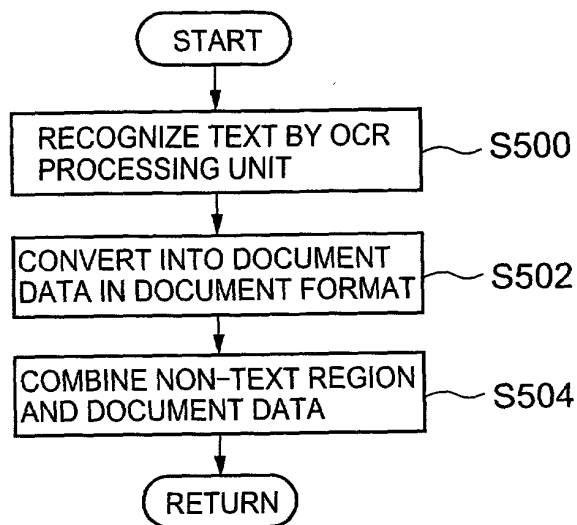 START
RECOGNIZE TEXT BY OCR
PROCESSING UNIT
S500
CONVERT INTO DOCUMENT
DATA IN DOCUMENT FORMAT
S502
COMBINE NON-TEXT REGION
AND DOCUMENT DATA
S504
RETURN